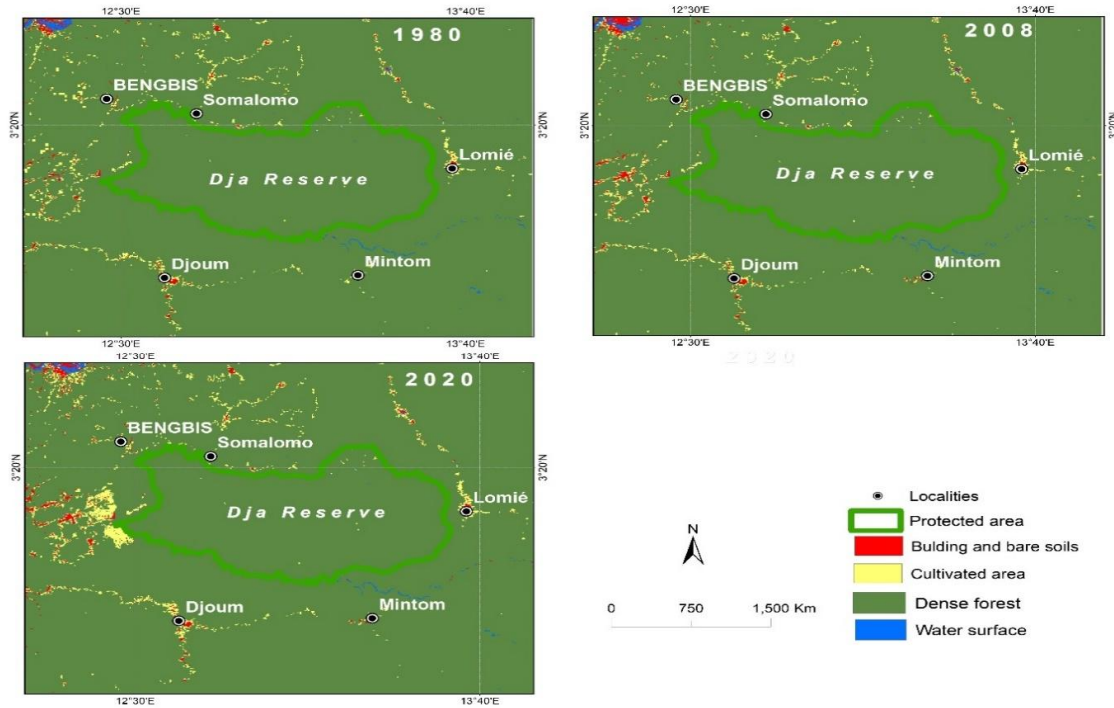 12°30'E
13°40'E
1980
BENGBIS
Somalomo
3°20'N
Lomié
Dja Reserve
Djoum
Mintom
12°30'E
13°40'E
12°30'E
13°40'E
2008
BENGBIS
Somalomo
3°20'N
3°20'N
Lomié
Dja Reserve
Djoum
Mintom
12°30'E
13°40'E
2020
12°30'E
13°40'E
2020
BENGBIS
Somalomo
3°20'N
3°20'N
Lomié
Dja Reserve
Djoum
Mintom
12°30'E
13°40'E
N
0 750 1,500 Km
Localities
Protected area
Bulding and bare soils
Cultivated area
Dense forest
Water surface